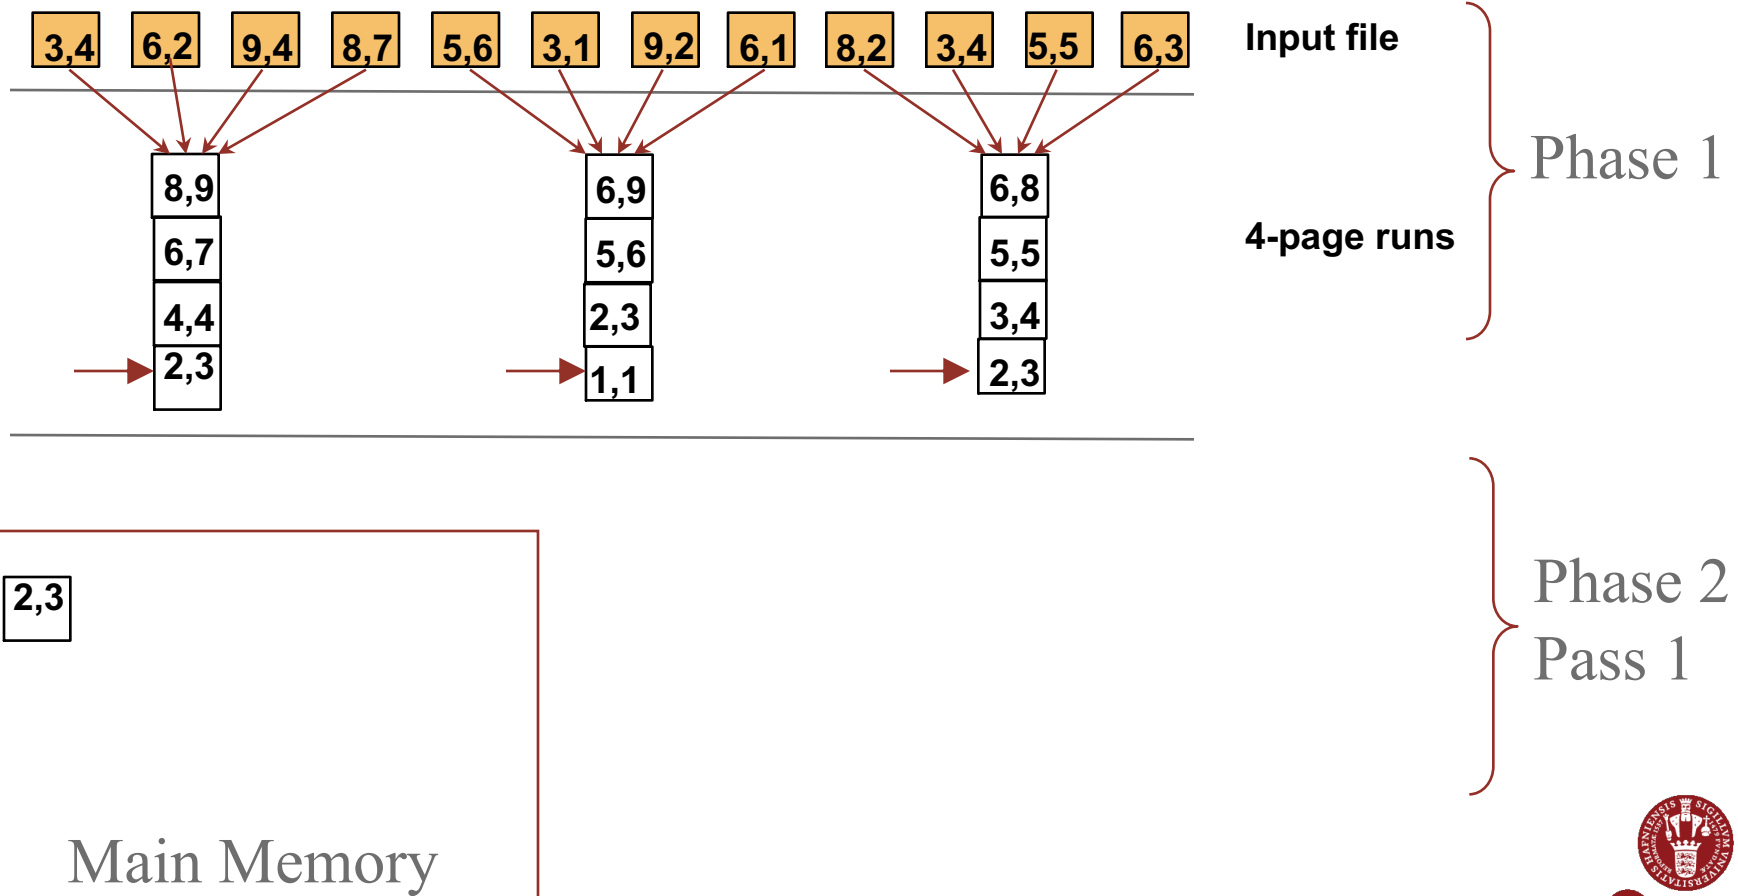 3,4 6,2 9,4 8,7 5,6 3,1 9,2 6,1 8,2 3,4 5,5 6,3
Input file
Phase 1
8,9 6,9 6,8
6,7 5,6 5,5
4-page runs
4,4 2,3 3,4
2,3 1,1 2,3
2,3
Phase 2
Pass 1
Main Memory